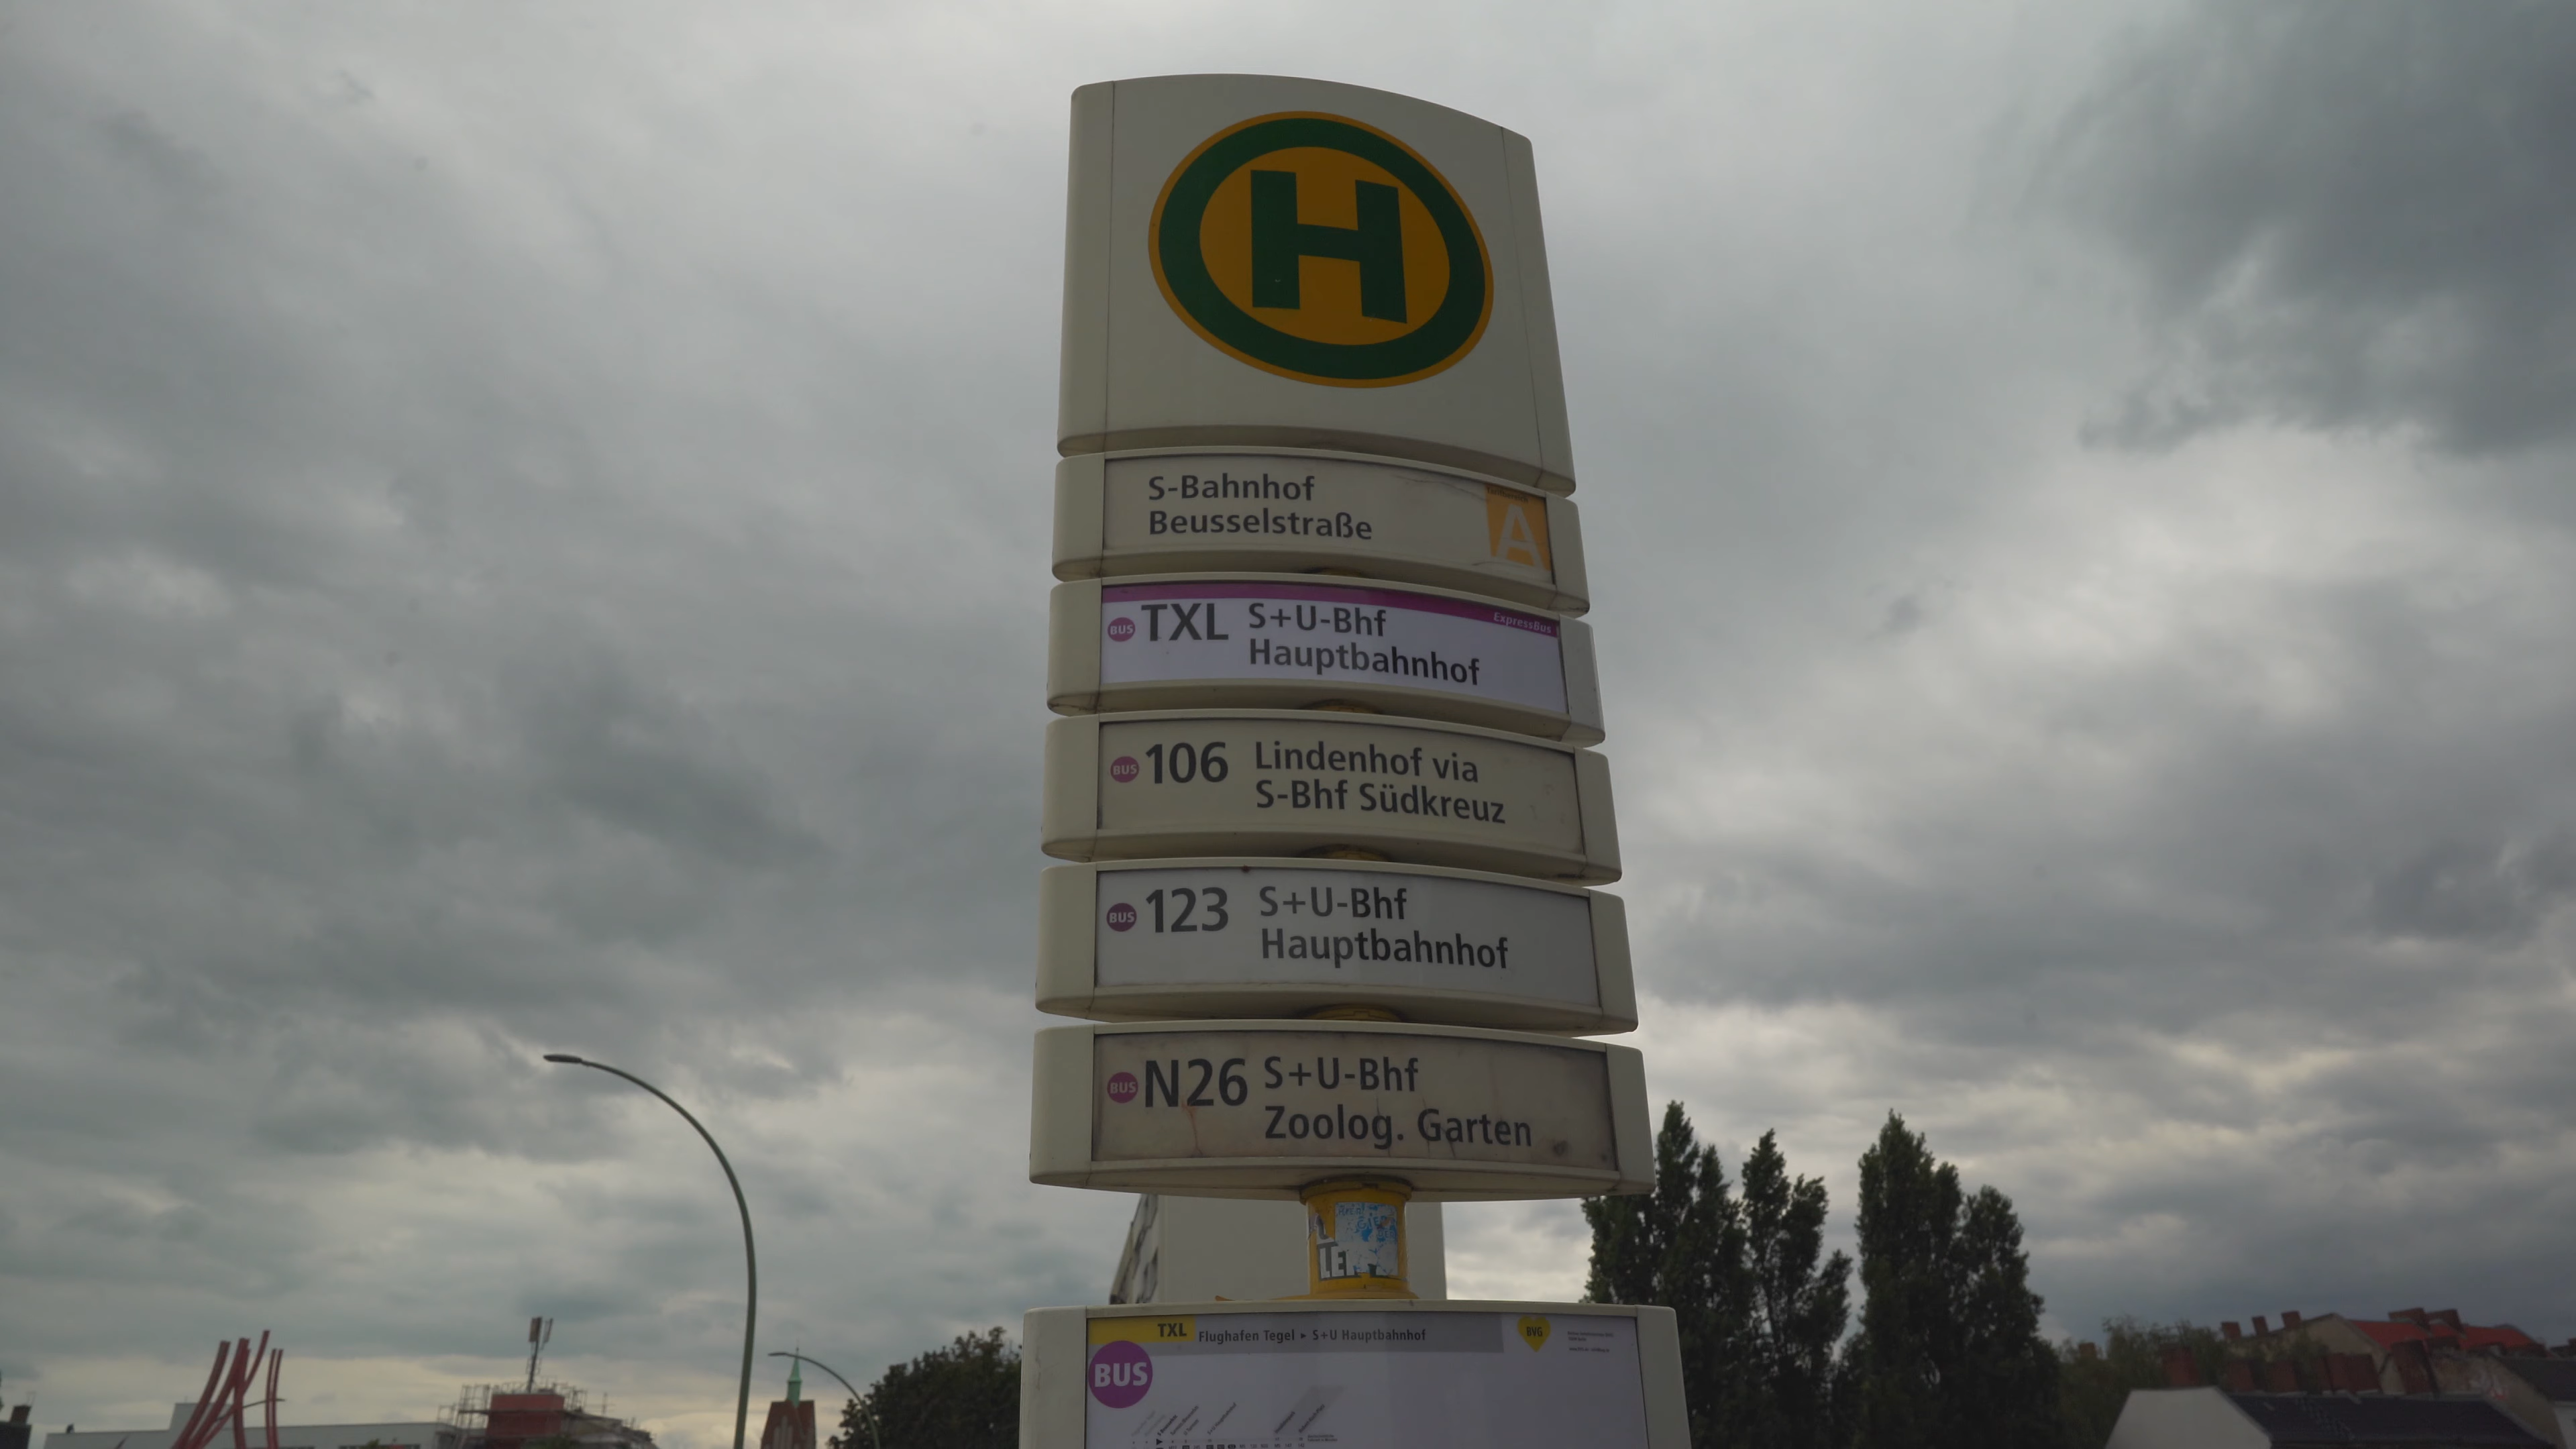 H
S-Bahnhof
Beusselstraße
A
ExpressBus
BUS TXL S+U-Bhf
Hauptbahnhof
BUS 106 Lindenhof via
S-Bhf Südkreuz
BUS 123 S+U-Bhf
Hauptbahnhof
BUS N26 S+U-Bhf
Zoolog. Garten
TXL Flughafen Tegel ▸ S+U Hauptbahnhof
BVG
BUS